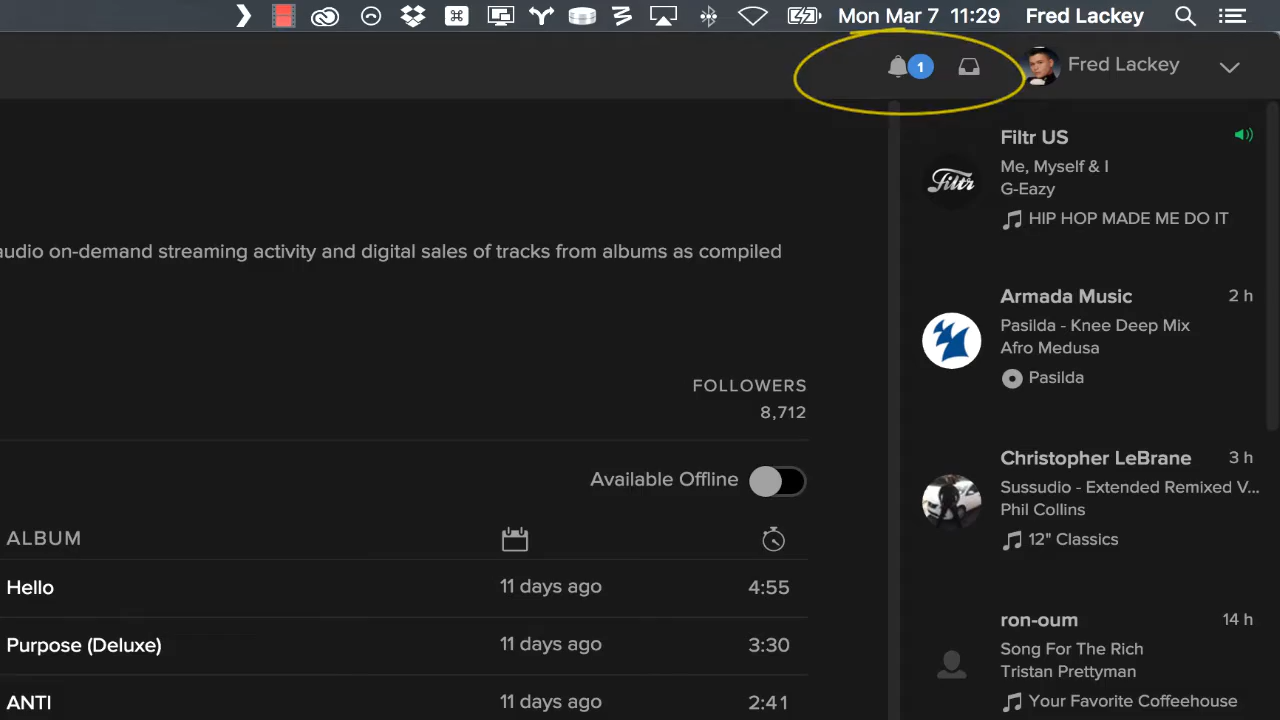 Mon Mar 7 11:29 Fred Lackey
1 Fred Lackey
Filtr US
Me, Myself & I
G-Eazy
HIP HOP MADE ME DO IT
Filtr
audio on-demand streaming activity and digital sales of tracks from albums as compiled
Armada Music 2 h
Pasilda - Knee Deep Mix
Afro Medusa
Pasilda
FOLLOWERS
8,712
Available Offline
Christopher LeBrane 3 h
Sussudio - Extended Remixed V...
Phil Collins
12" Classics
ALBUM
Hello 11 days ago 4:55
Purpose (Deluxe) 11 days ago 3:30
ANTI 11 days ago 2:41
ron-oum 14 h
Song For The Rich
Tristan Prettyman
Your Favorite Coffeehouse